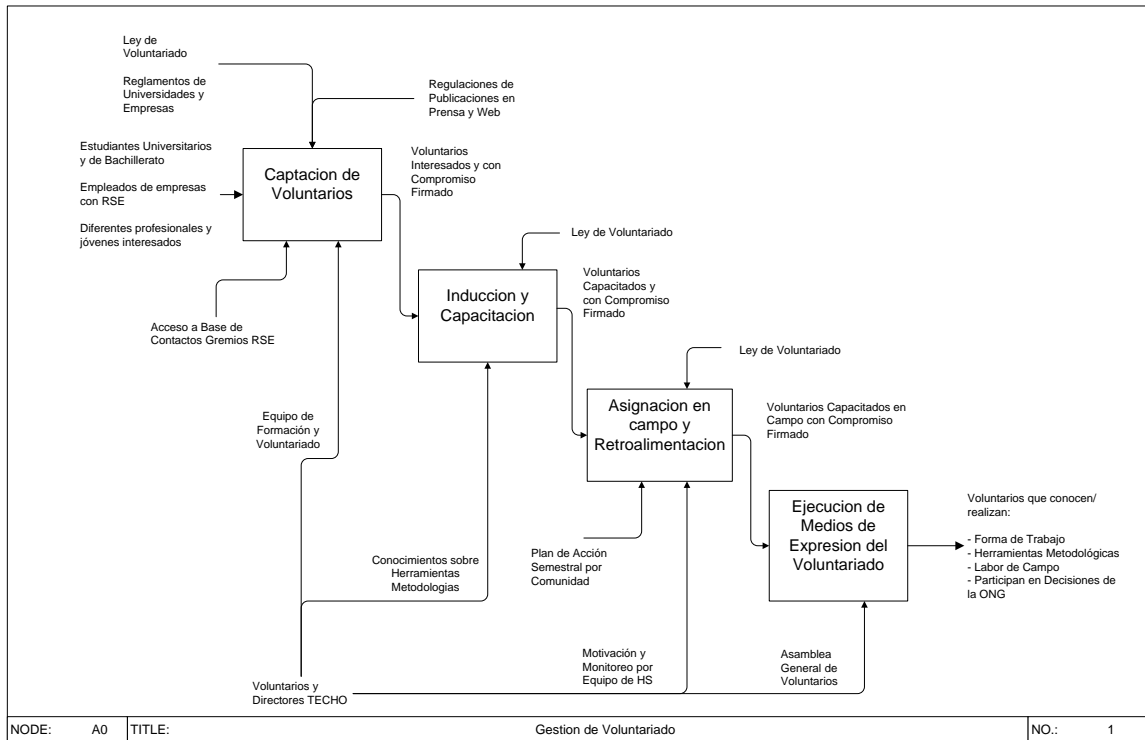 Ley de
Voluntariado
Reglamentos de
Universidades y
Empresas
Regulaciones de
Publicaciones en
Prensa y Web
Estudiantes Universitarios
y de Bachillerato
Empleados de empresas
con RSE
Diferentes profesionales y
jóvenes interesados
Captacion de
Voluntarios
Voluntarios
Interesados y con
Compromiso
Firmado
Acceso a Base de
Contactos Gremios RSE
Ley de Voluntariado
Induccion y
Capacitacion
Voluntarios
Capacitados y
con Compromiso
Firmado
Equipo de
Formación y
Voluntariado
Ley de Voluntariado
Asignacion en
campo y
Retroalimentacion
Voluntarios Capacitados en
Campo con Compromiso
Firmado
Conocimientos sobre
Herramientas
Metodologias
Plan de Acción
Semestral por
Comunidad
Ejecucion de
Medios de
Expresion del
Voluntariado
Voluntarios que conocen/
realizan:
- Forma de Trabajo
- Herramientas Metodológicas
- Labor de Campo
- Participan en Decisiones de
la ONG
Motivación y
Monitoreo por
Equipo de HS
Asamblea
General de
Voluntarios
Voluntarios y
Directores TECHO
NODE: A0 TITLE: Gestion de Voluntariado NO.: 1